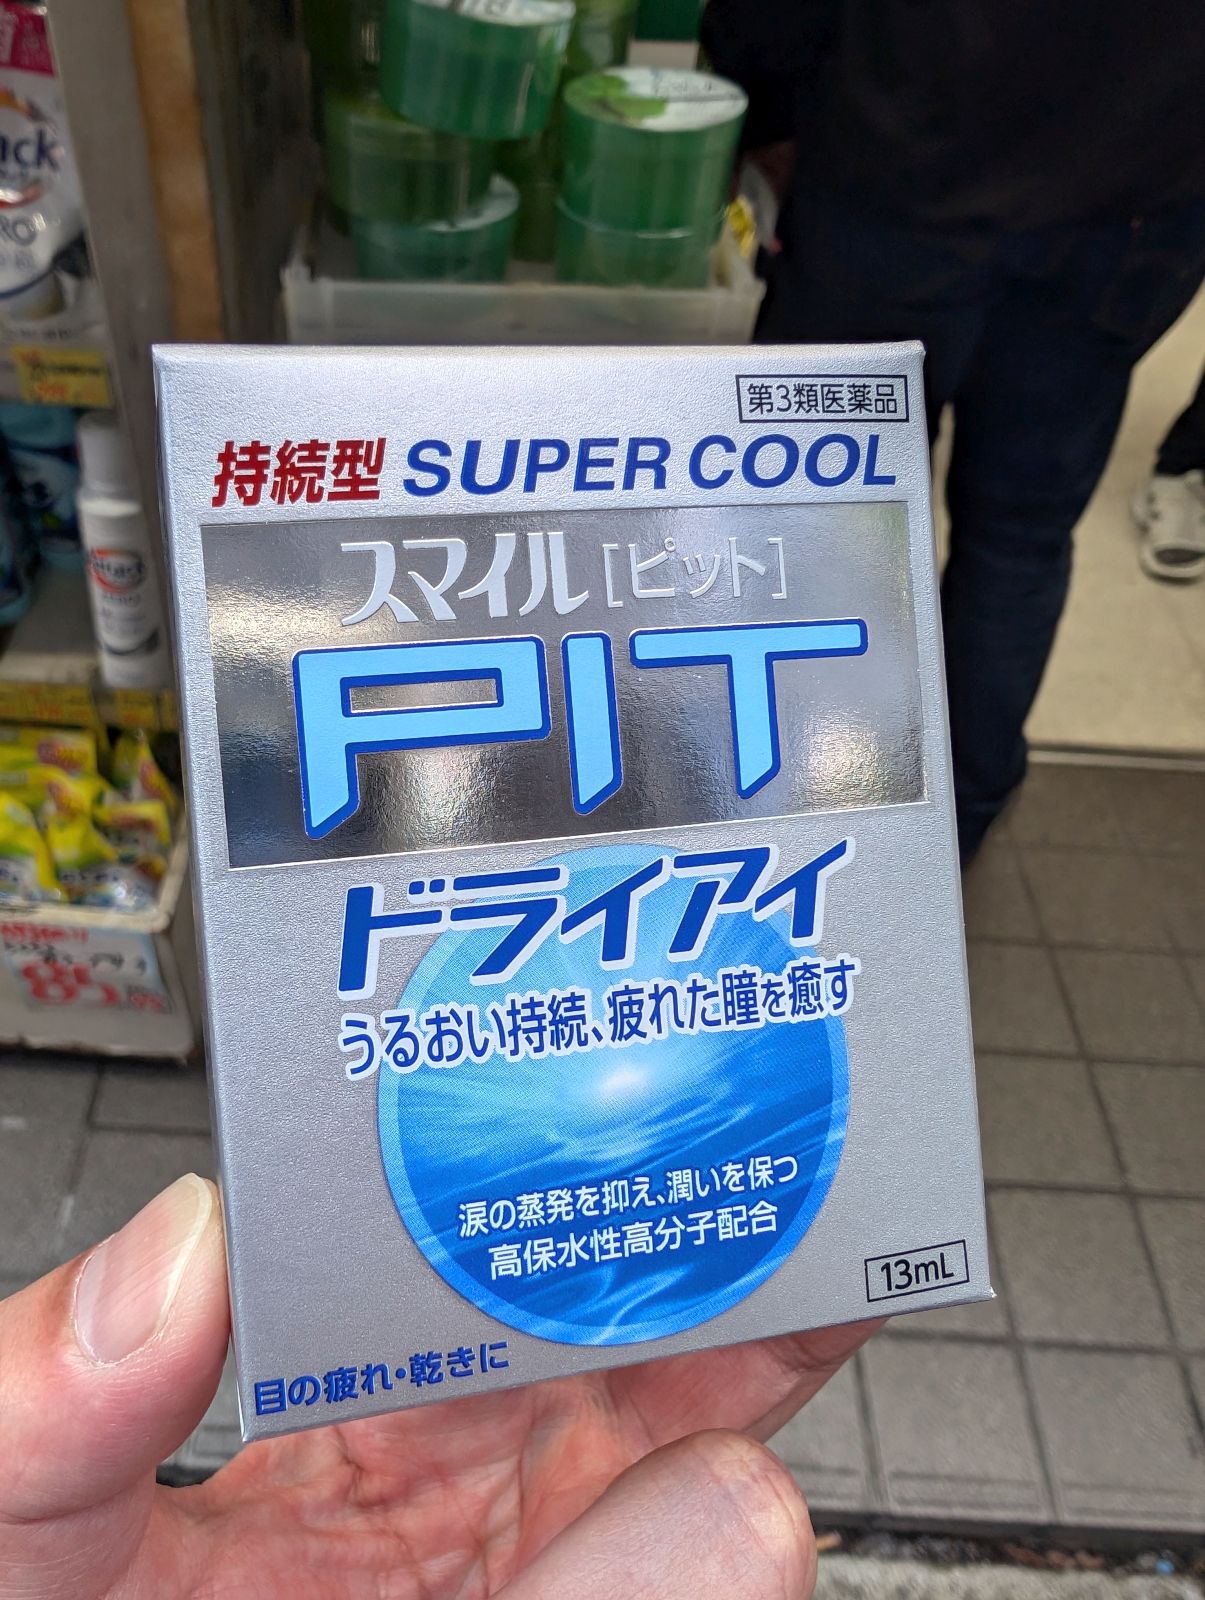 第3類医薬品
持続型 SUPER COOL
スマイル[ピット]
PIT
ドライアイ
うるおい持続、疲れた瞳を癒す
涙の蒸発を抑え、潤いを保つ
高保水性高分子配合
13mL
目の疲れ・乾きに
85